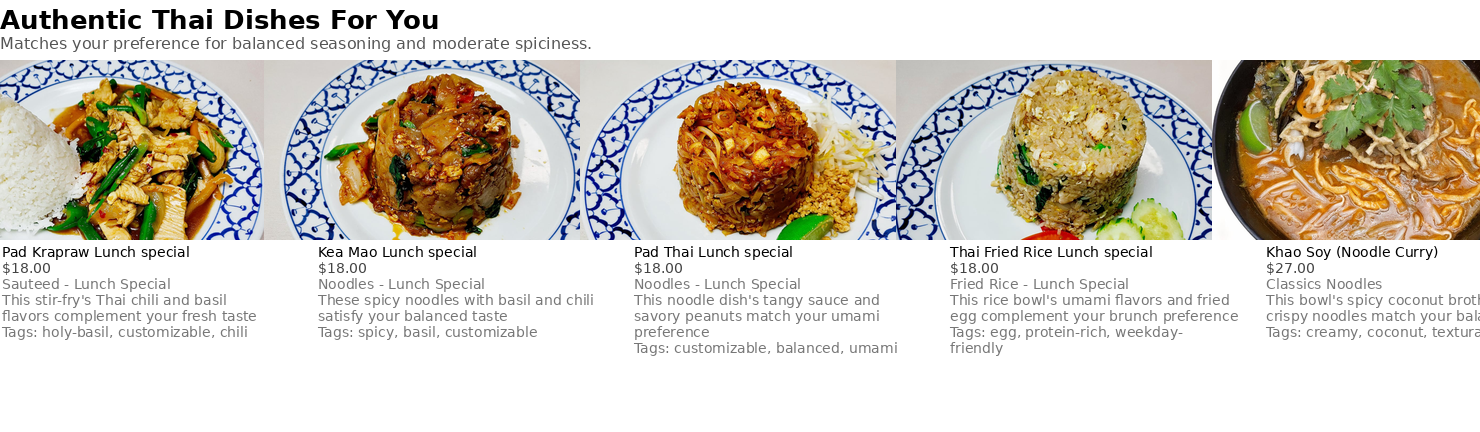 Authentic Thai Dishes For You
Matches your preference for balanced seasoning and moderate spiciness.
Pad Krapraw Lunch special
$18.00
Sauteed - Lunch Special
This stir-fry's Thai chili and basil
flavors complement your fresh taste
Tags: holy-basil, customizable, chili
Kea Mao Lunch special
$18.00
Noodles - Lunch Special
These spicy noodles with basil and chili
satisfy your balanced taste
Tags: spicy, basil, customizable
Pad Thai Lunch special
$18.00
Noodles - Lunch Special
This noodle dish's tangy sauce and
savory peanuts match your umami
preference
Tags: customizable, balanced, umami
Thai Fried Rice Lunch special
$18.00
Fried Rice - Lunch Special
This rice bowl's umami flavors and fried
egg complement your brunch preference
Tags: egg, protein-rich, weekday-
friendly
Khao Soy (Noodle Curry)
$27.00
Classics Noodles
This bowl's spicy coconut
crispy noodles match your
Tags: creamy, coconut,